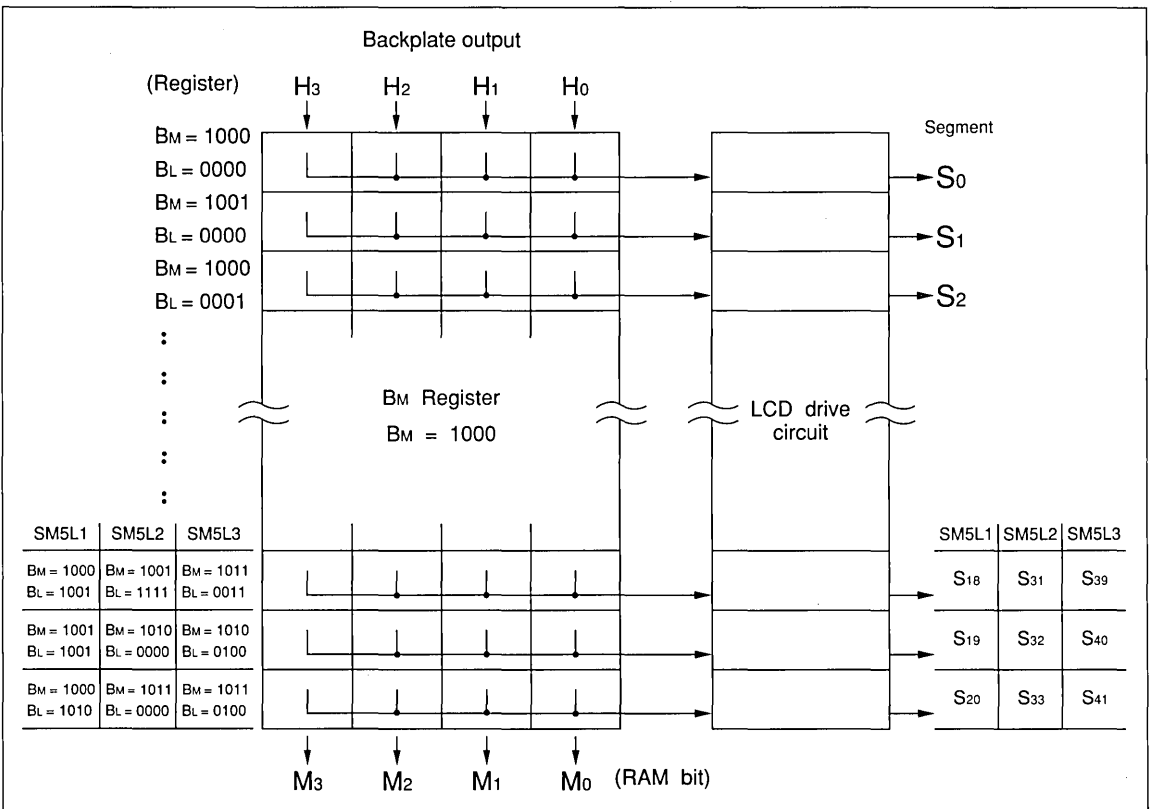 Backplate output
(Register) H3 H2 H1 H0
BM = 1000
Segment
BL = 0000
S0
BM = 1001
BL = 0000
S1
BM = 1000
BL = 0001
S2
BM Register
BM = 1000
LCD drive
circuit
SM5L1 SM5L2 SM5L3
SM5L1 SM5L2 SM5L3
BM = 1000 BM = 1001 BM = 1011
BL = 1001 BL = 1111 BL = 0011
S18 S31 S39
BM = 1001 BM = 1010 BM = 1010
BL = 1001 BL = 0000 BL = 0100
S19 S32 S40
BM = 1000 BM = 1011 BM = 1011
BL = 1010 BL = 0000 BL = 0100
S20 S33 S41
M3 M2 M1 M0 (RAM bit)